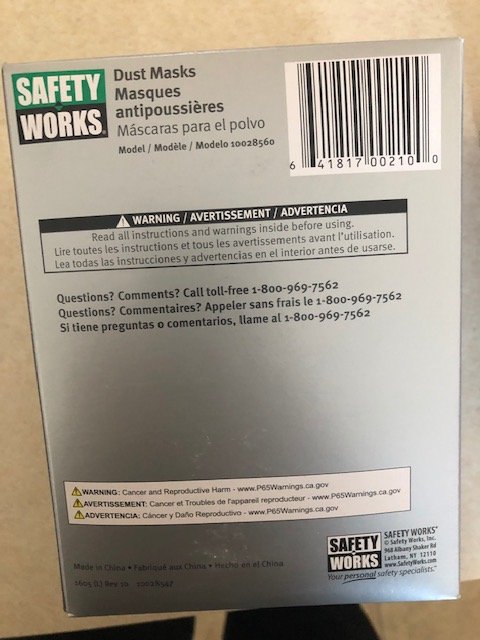 SAFETY
WORKS
Dust Masks
Masques
antipoussières
Máscaras para el polvo
Model / Modèle / Modelo 10028560
6 41817 00210 0
WARNING / AVERTISSEMENT / ADVERTENCIA
Read all instructions and warnings inside before using.
Lire toutes les instructions et tous les avertissements avant l'utilisation.
Lea todas las instrucciones y advertencias en el interior antes de usarse.
Questions? Comments? Call toll-free 1-800-969-7562
Questions? Commentaires? Appeler sans frais le 1-800-969-7562
Si tiene preguntas o comentarios, llame al 1-800-969-7562
WARNING: Cancer and Reproductive Harm - www.P65Warnings.ca.gov
AVERTISSEMENT: Cancer et Troubles de l'appareil reproducteur - www.P65Warnings.ca.gov
ADVERTENCIA: Cáncer y Daño Reproductivo - www.P65Warnings.ca.gov
Made in China • Fabriqué aux China • Hecho en el China
1605 (L) Rev 10 10028547
SAFETY
WORKS
SAFETY WORKS®
© Safety Works, Inc.
968 Albany Shaker Rd
Latham, NY 12110
www.SafetyWorks.com
Your personal safety specialists.™